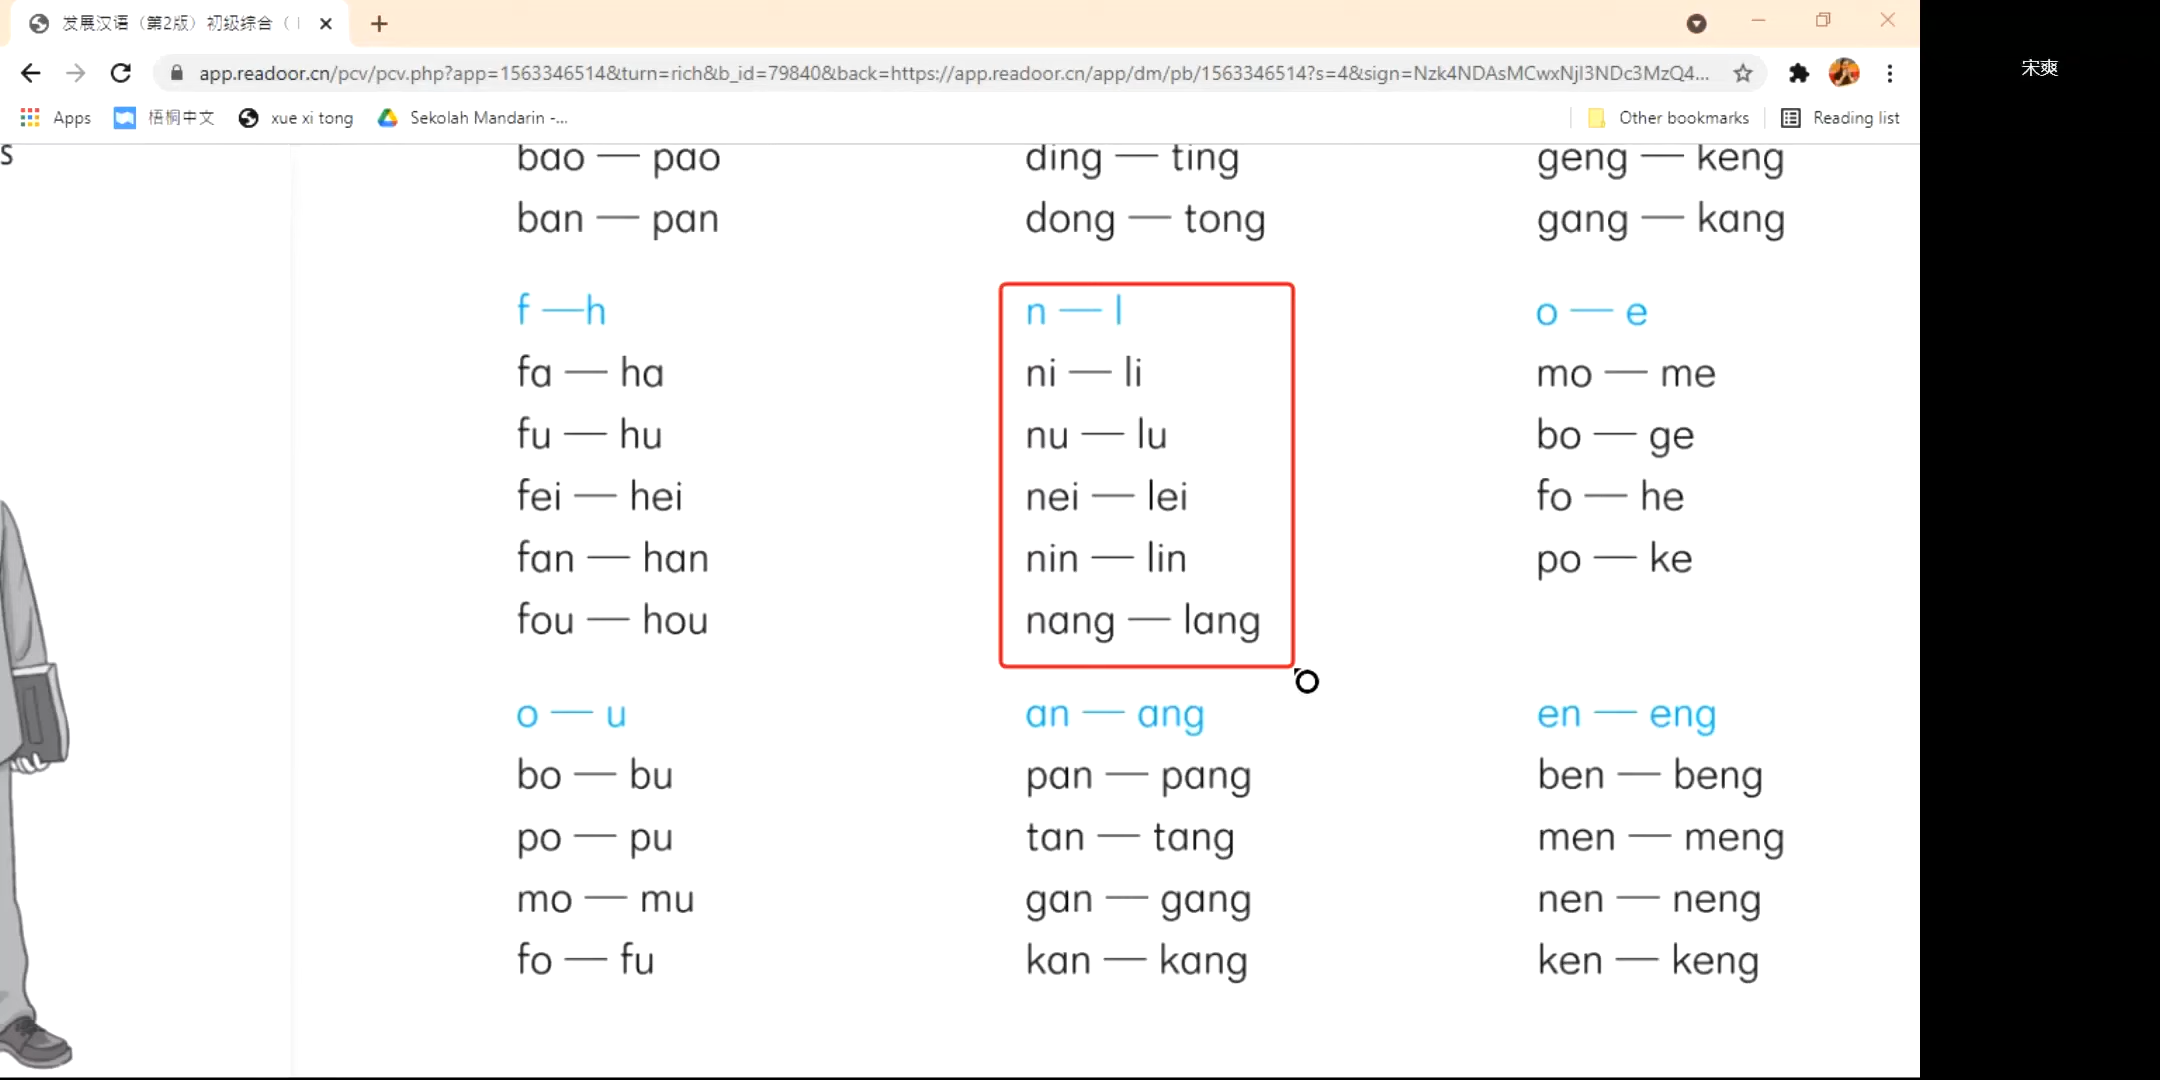 发展汉语（第2版）初级综合（
app.readoor.cn/pcv/pcv.php?app=1563346514&turn=rich&b_id=79840&back=https://app.readoor.cn/app/dm/pb/1563346514?s=4&sign=Nzk4NDAsMCwxNjI3NDc3MzQ4...
宋爽
Apps 梧桐中文 xue xi tong Sekolah Mandarin -... Other bookmarks Reading list
s
bao — pao
ban — pan
ding — ting
dong — tong
geng — keng
gang — kang
f —h
fa — ha
fu — hu
fei — hei
fan — han
fou — hou
n — l
ni — li
nu — lu
nei — lei
nin — lin
nang — lang
o — e
mo — me
bo — ge
fo — he
po — ke
o — u
bo — bu
po — pu
mo — mu
fo — fu
an — ang
pan — pang
tan — tang
gan — gang
kan — kang
en — eng
ben — beng
men — meng
nen — neng
ken — keng